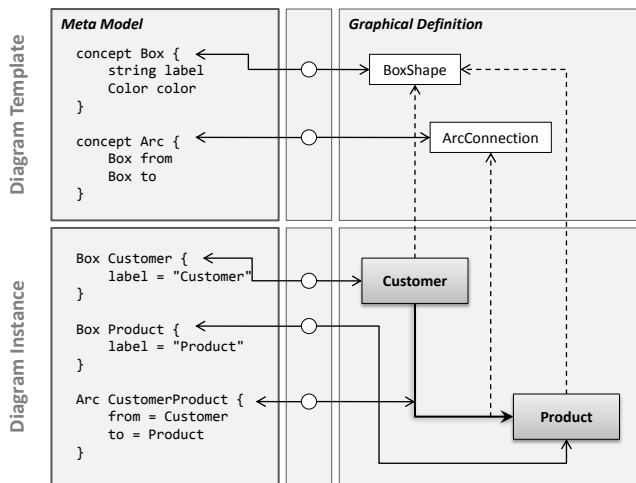 Meta Model
Graphical Definition
Diagram Template
concept Box {
string label
Color color
}
BoxShape
concept Arc {
Box from
Box to
}
ArcConnection
Diagram Instance
Box Customer {
label = "Customer"
}
Customer
Box Product {
label = "Product"
}
Arc CustomerProduct {
from = Customer
to = Product
}
Product